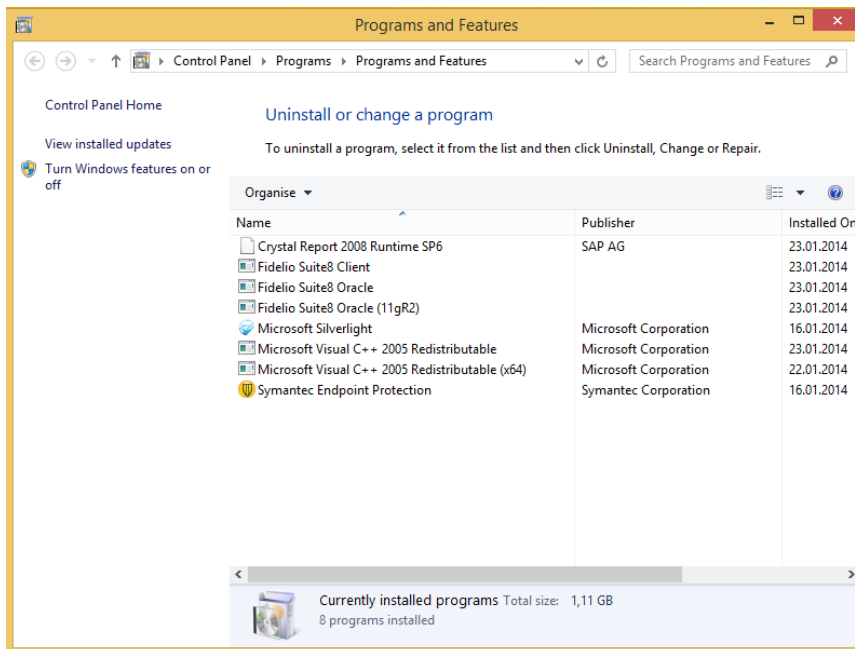 Programs and Features
Control Panel Programs Programs and Features Search Programs and Features
Control Panel Home
View installed updates
Turn Windows features on or
off
Uninstall or change a program
To uninstall a program, select it from the list and then click Uninstall, Change or Repair.
Organise
Name Publisher Installed On
Crystal Report 2008 Runtime SP6 SAP AG 23.01.2014
Fidelio Suite8 Client 23.01.2014
Fidelio Suite8 Oracle 23.01.2014
Fidelio Suite8 Oracle (11gR2) 23.01.2014
Microsoft Silverlight Microsoft Corporation 16.01.2014
Microsoft Visual C++ 2005 Redistributable Microsoft Corporation 23.01.2014
Microsoft Visual C++ 2005 Redistributable (x64) Microsoft Corporation 22.01.2014
Symantec Endpoint Protection Symantec Corporation 16.01.2014
Currently installed programs Total size: 1,11 GB
8 programs installed